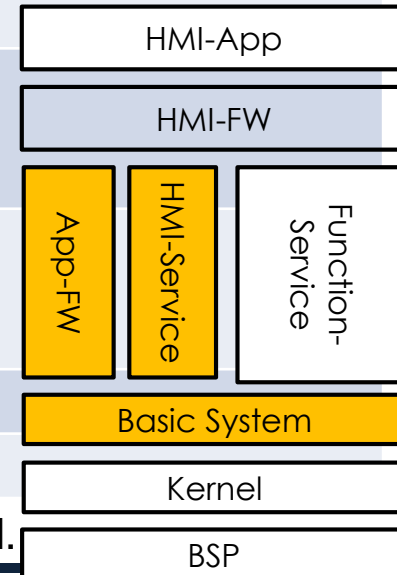 HMI-App
HMI-FW
App-FW
HMI-Service
Function-
Service
Basic System
Kernel
BSP